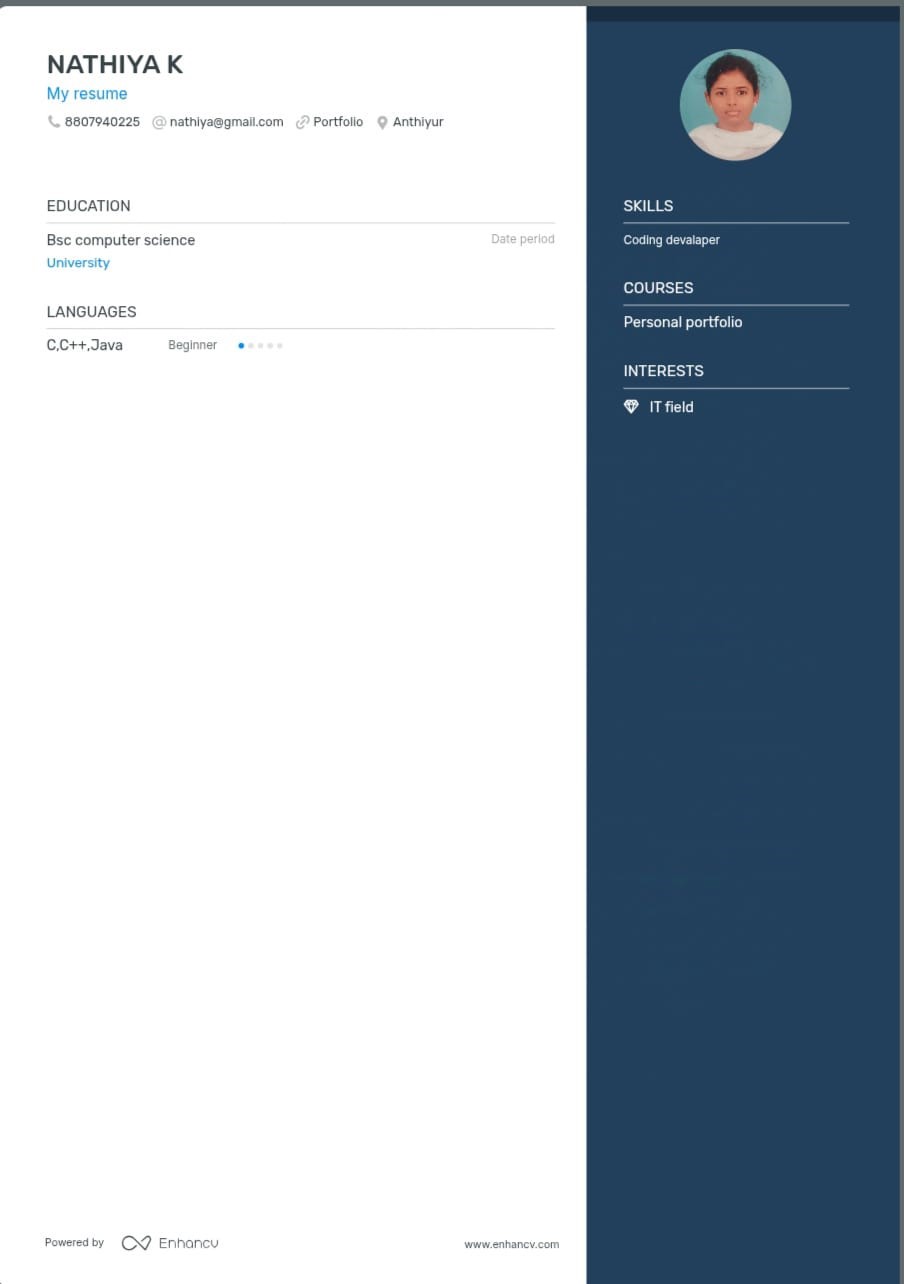 NATHIYA K
My resume
8807940225 nathiya@gmail.com Portfolio Anthiyur
EDUCATION
Bsc computer science Date period
University
LANGUAGES
C,C++,Java Beginner
SKILLS
Coding devalaper
COURSES
Personal portfolio
INTERESTS
IT field
Powered by Enhancv www.enhancv.com